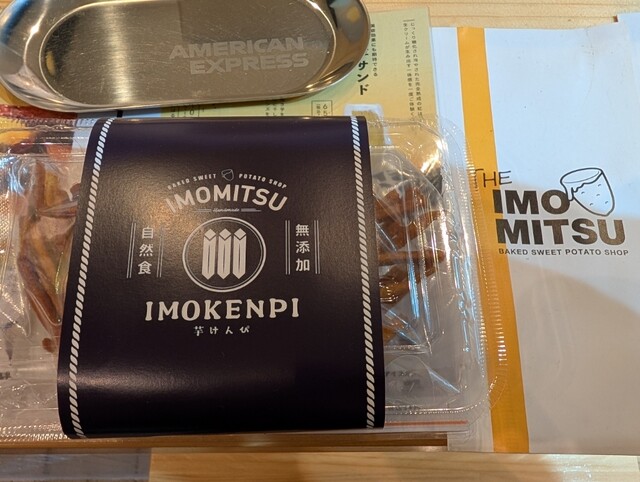 AMERICAN
EXPRESS
サンド
BAKED SWEET POTATO SHOP
IMOMITSU
自然食
無添加
IMOKENPI
芋けんぴ
THE
IMO
MITSU
BAKED SWEET POTATO SHOP